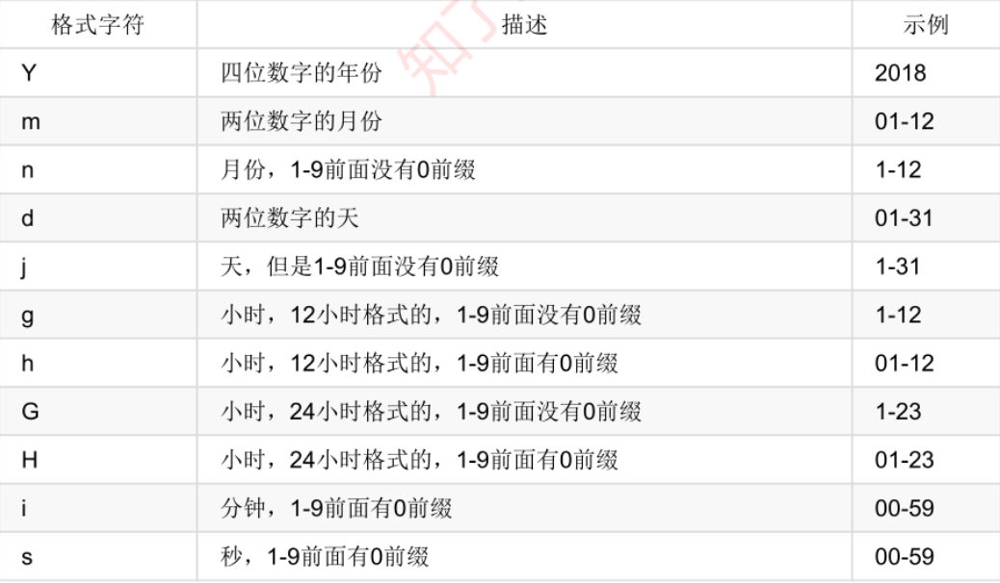 知了
格式字符 描述 示例
Y 四位数字的年份 2018
m 两位数字的月份 01-12
n 月份，1-9前面没有0前缀 1-12
d 两位数字的天 01-31
j 天，但是1-9前面没有0前缀 1-31
g 小时，12小时格式的，1-9前面没有0前缀 1-12
h 小时，12小时格式的，1-9前面有0前缀 01-12
G 小时，24小时格式的，1-9前面没有0前缀 1-23
H 小时，24小时格式的，1-9前面有0前缀 01-23
i 分钟，1-9前面有0前缀 00-59
s 秒，1-9前面有0前缀 00-59